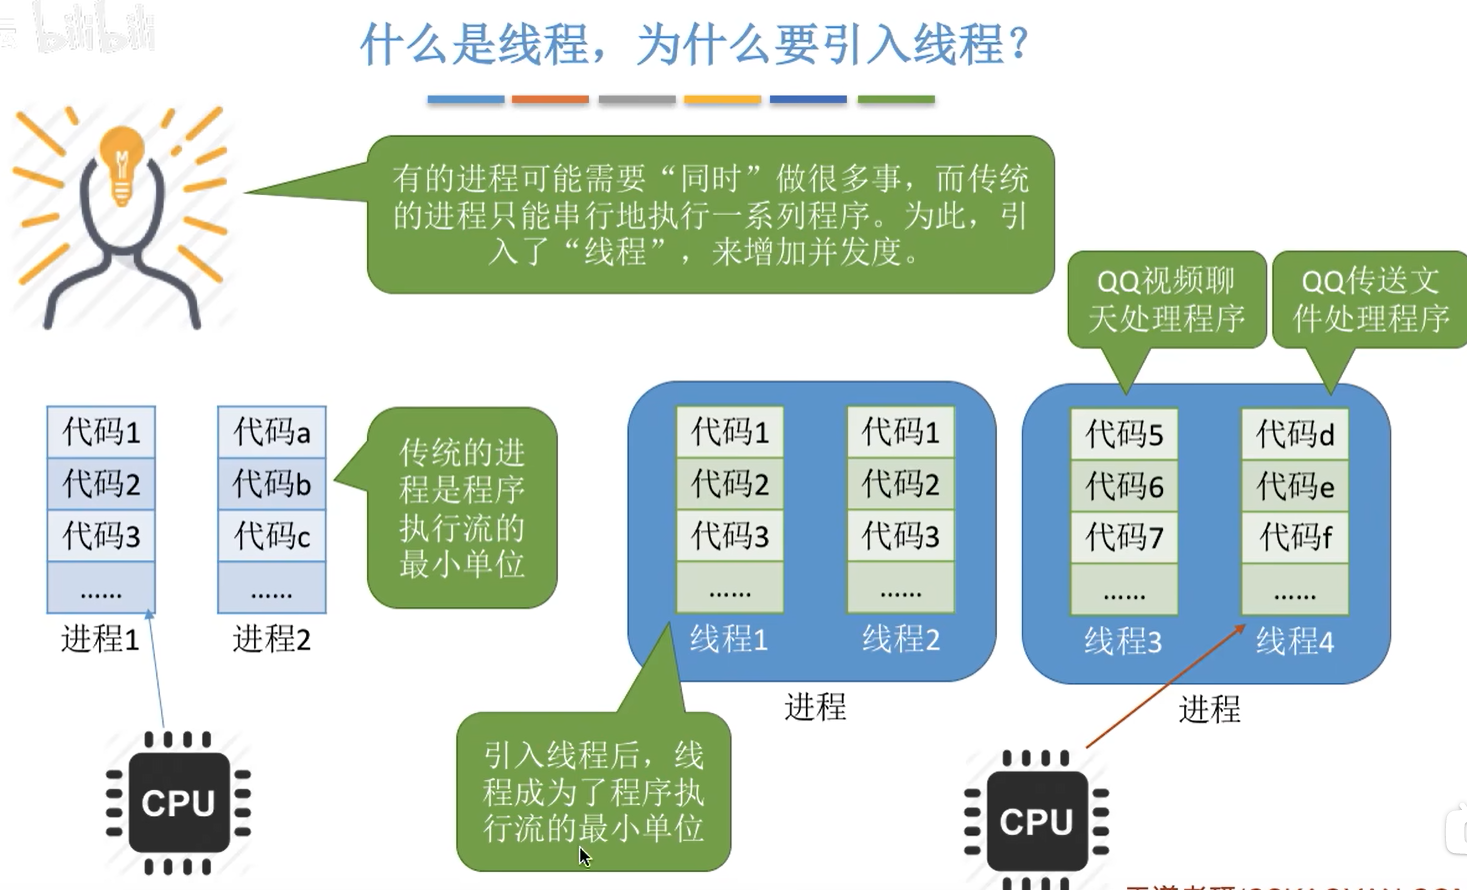 bilibili
什么是线程，为什么要引入线程？
有的进程可能需要“同时”做很多事，而传统
的进程只能串行地执行一系列程序。为此，引
入了“线程”，来增加并发度。
QQ视频聊
天处理程序
QQ传送文
件处理程序
代码1
代码2
代码3
……
进程1
代码a
代码b
代码c
……
进程2
传统的进
程是程序
执行流的
最小单位
代码1
代码2
代码3
……
线程1
代码1
代码2
代码3
……
线程2
进程
代码5
代码6
代码7
……
线程3
代码d
代码e
代码f
……
线程4
进程
引入线程后，线
程成为了程序执
行流的最小单位
CPU
CPU